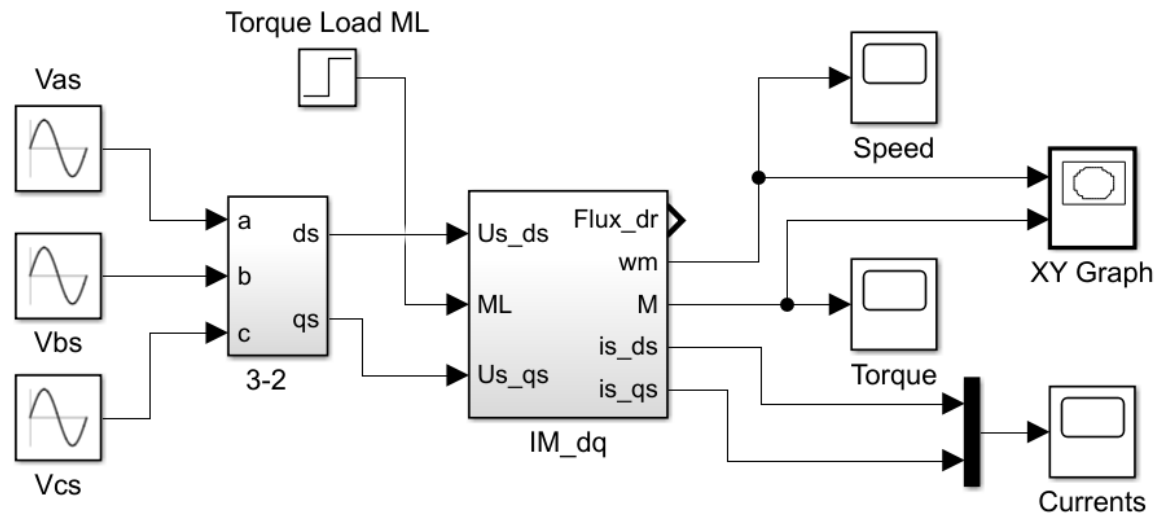 Torque Load ML
Vas
Speed
a
ds
Us_ds
Flux_dr
wm
XY Graph
b
Vbs
qs
ML
M
c
is_ds
Torque
3-2
Us_qs
is_qs
IM_dq
Vcs
Currents